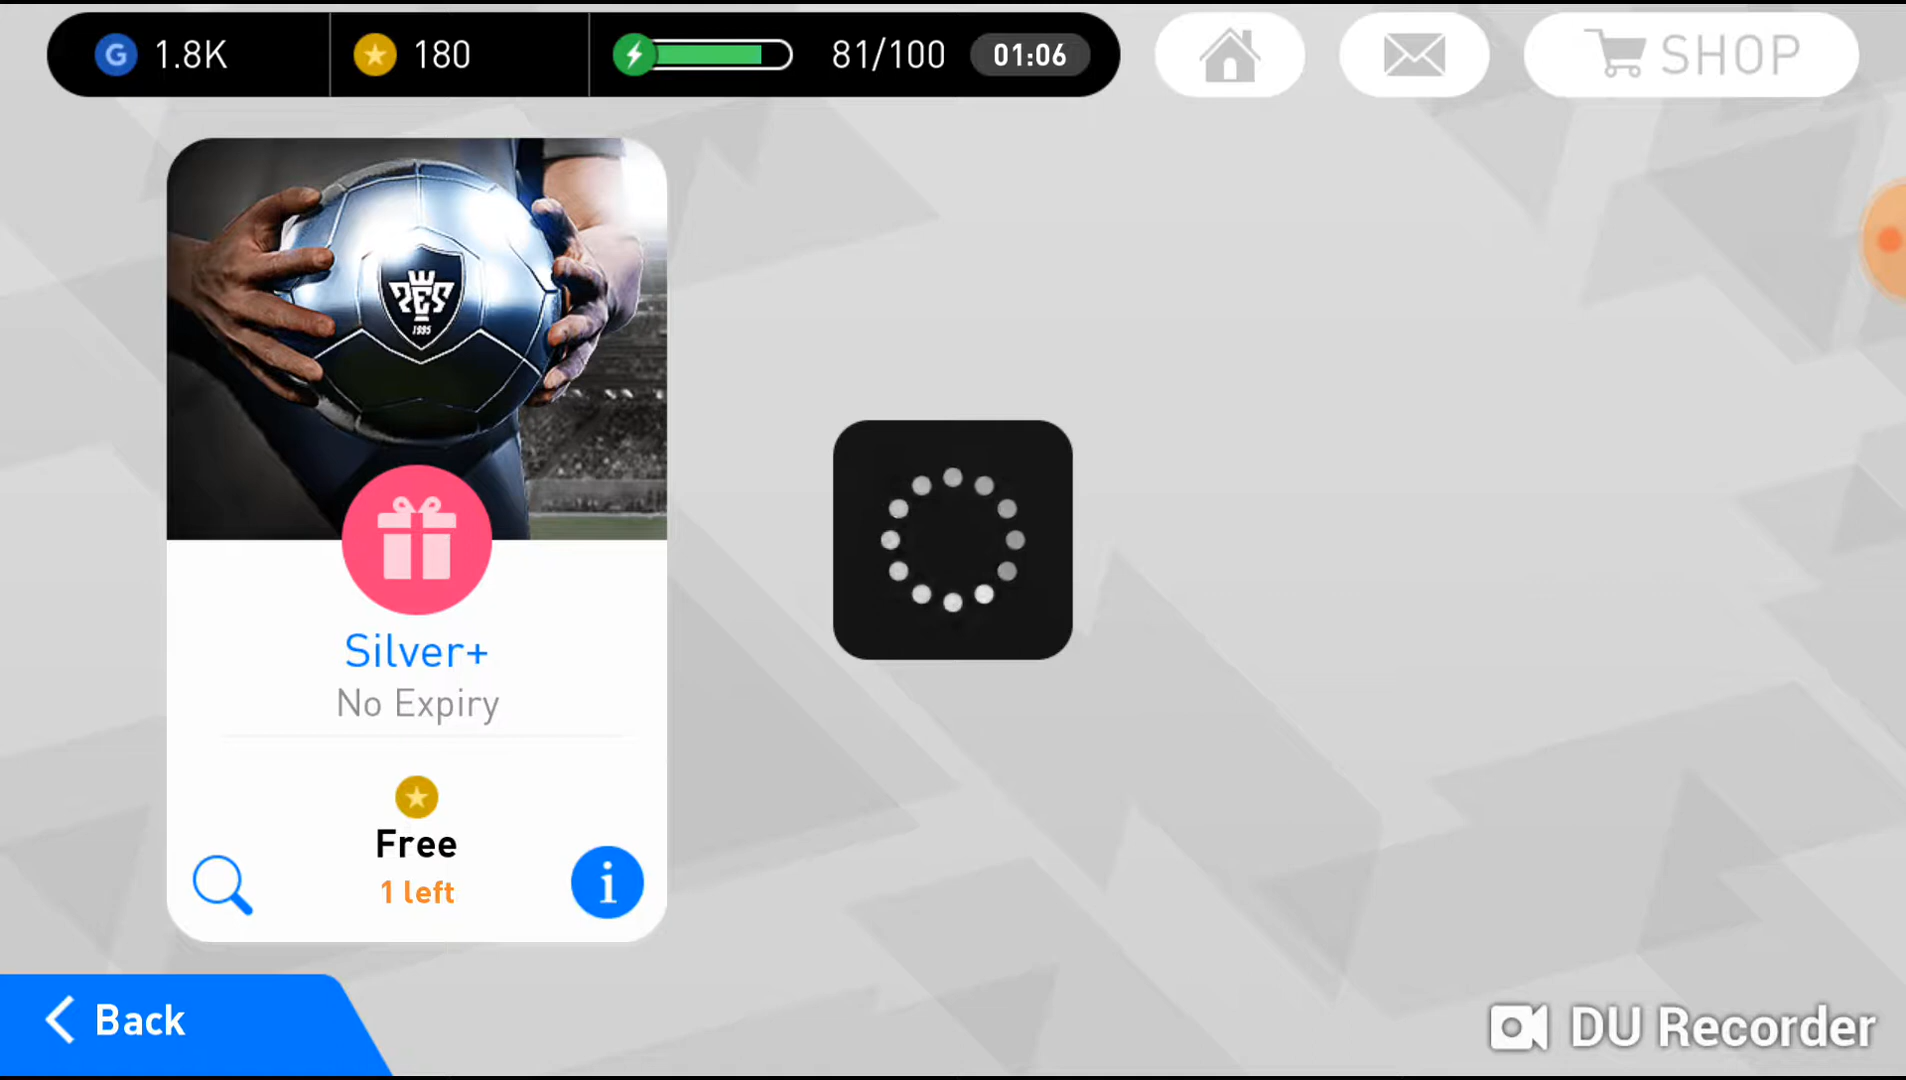 G 1.8K
180
81/100
01:06
SHOP
PES
1995
Silver+
No Expiry
Free
1 left
i
Back
DU Recorder